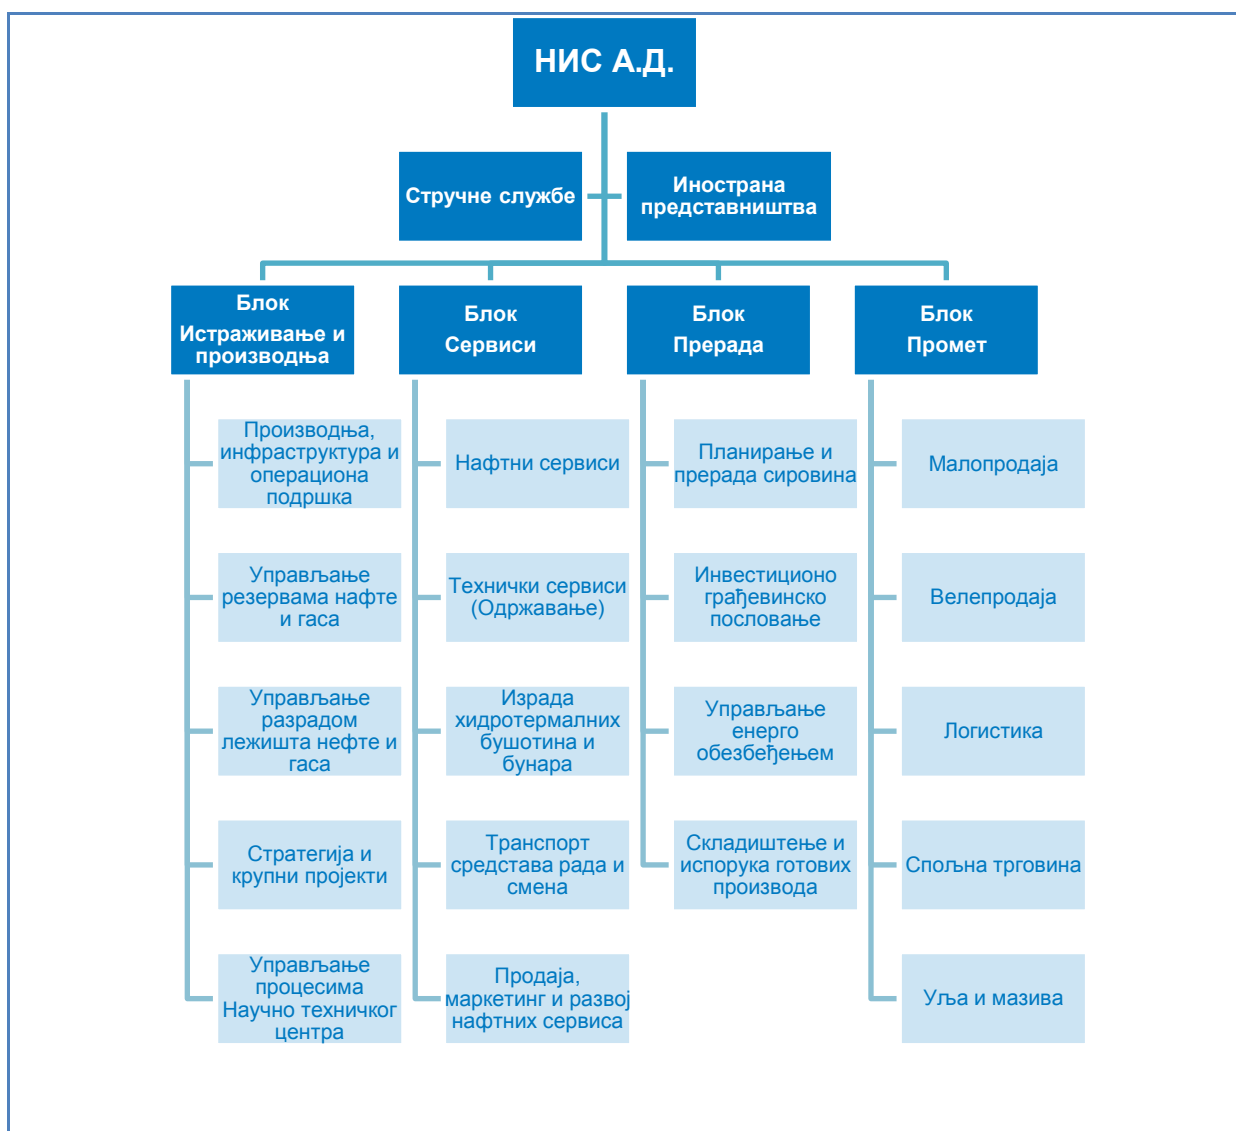 НИС А.Д.
Стручне службе
Инострана
представништва
Блок
Истраживање и
производња
Блок
Сервиси
Блок
Прерада
Блок
Промет
Производња,
инфраструктура и
операциона
подршка
Управљање
резервама нафте
и гаса
Управљање
разрадом
лежишта нефте и
гаса
Стратегија и
крупни пројекти
Управљање
процесима
Научно техничког
центра
Нафтни сервиси
Технички сервиси
(Одржавање)
Израда
хидротермалних
бушотина и
бунара
Транспорт
средстава рада и
смена
Продаја,
маркетинг и развој
нафтних сервиса
Планирање и
прерада сировина
Инвестиционо
грађевинско
пословање
Управљање
енерго
обезбеђењем
Складиштење и
испорука готових
производа
Малопродаја
Велепродаја
Логистика
Спољна трговина
Уља и мазива